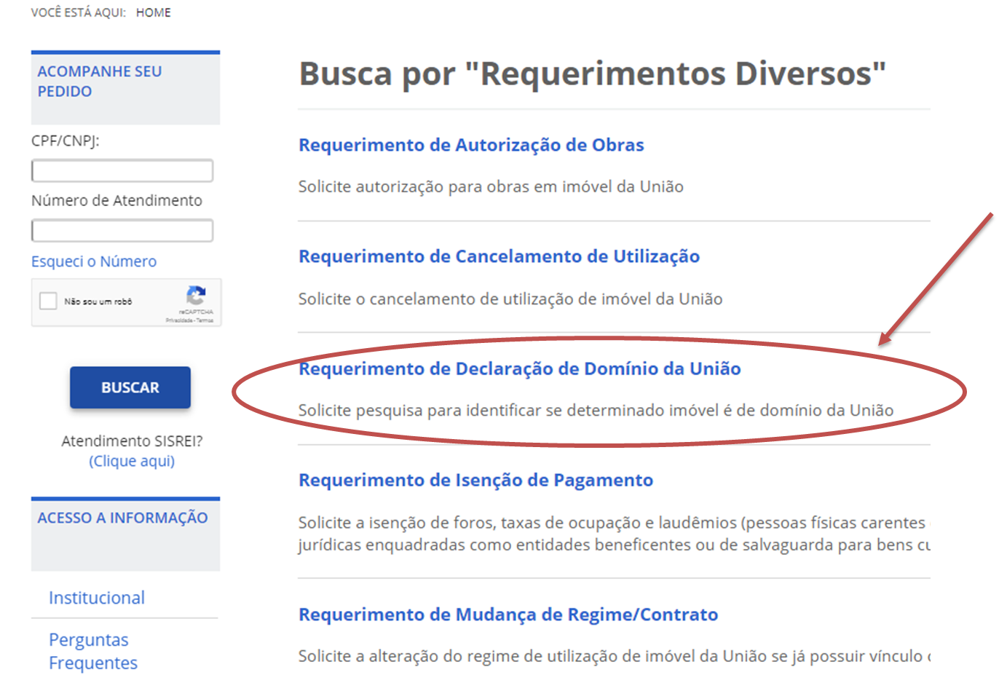 VOCÊ ESTÁ AQUI: HOME
ACOMPANHE SEU
PEDIDO
CPF/CNPJ:
Número de Atendimento
Esqueci o Número
Não sou um robô
reCAPTCHA
Privacidade - Termos
BUSCAR
Atendimento SISREI?
(Clique aqui)
ACESSO A INFORMAÇÃO
Institucional
Perguntas
Frequentes
Busca por "Requerimentos Diversos"
Requerimento de Autorização de Obras
Solicite autorização para obras em imóvel da União
Requerimento de Cancelamento de Utilização
Solicite o cancelamento de utilização de imóvel da União
Requerimento de Declaração de Domínio da União
Solicite pesquisa para identificar se determinado imóvel é de domínio da União
Requerimento de Isenção de Pagamento
Solicite a isenção de foros, taxas de ocupação e laudêmios (pessoas físicas carentes
jurídicas enquadradas como entidades beneficentes ou de salvaguarda para bens
Requerimento de Mudança de Regime/Contrato
Solicite a alteração do regime de utilização de imóvel da União se já possuir vínculo